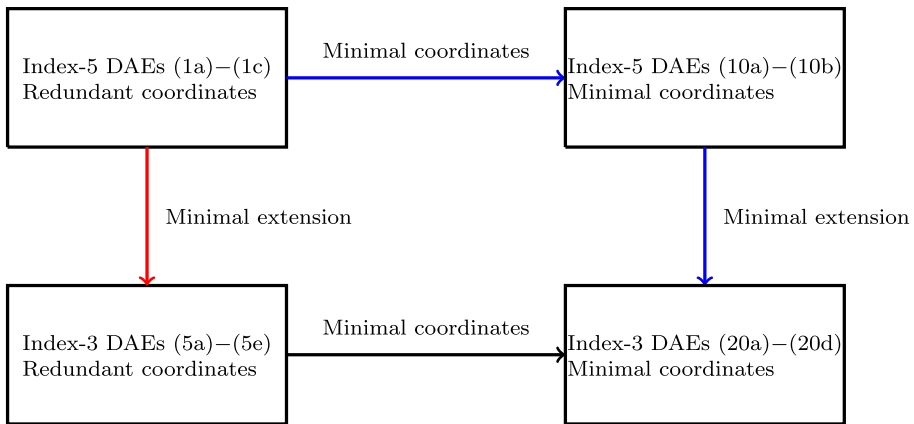 Minimal coordinates
Index-5 DAEs (1a)−(1c)
Redundant coordinates
Index-5 DAEs (10a)−(10b)
Minimal coordinates
Minimal extension
Minimal extension
Minimal coordinates
Index-3 DAEs (5a)−(5e)
Redundant coordinates
Index-3 DAEs (20a)−(20d)
Minimal coordinates